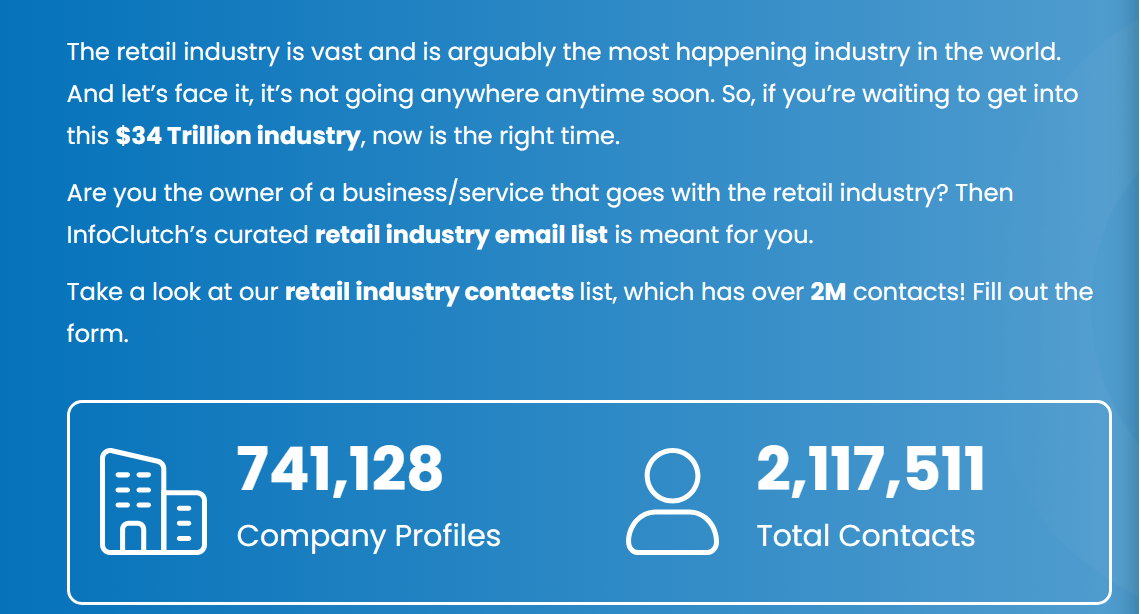 The retail industry is vast and is arguably the most happening industry in the world.
And let’s face it, it’s not going anywhere anytime soon. So, if you’re waiting to get into
this $34 Trillion industry, now is the right time.
Are you the owner of a business/service that goes with the retail industry? Then
InfoClutch’s curated retail industry email list is meant for you.
Take a look at our retail industry contacts list, which has over 2M contacts! Fill out the
form.
741,128
Company Profiles
2,117,511
Total Contacts